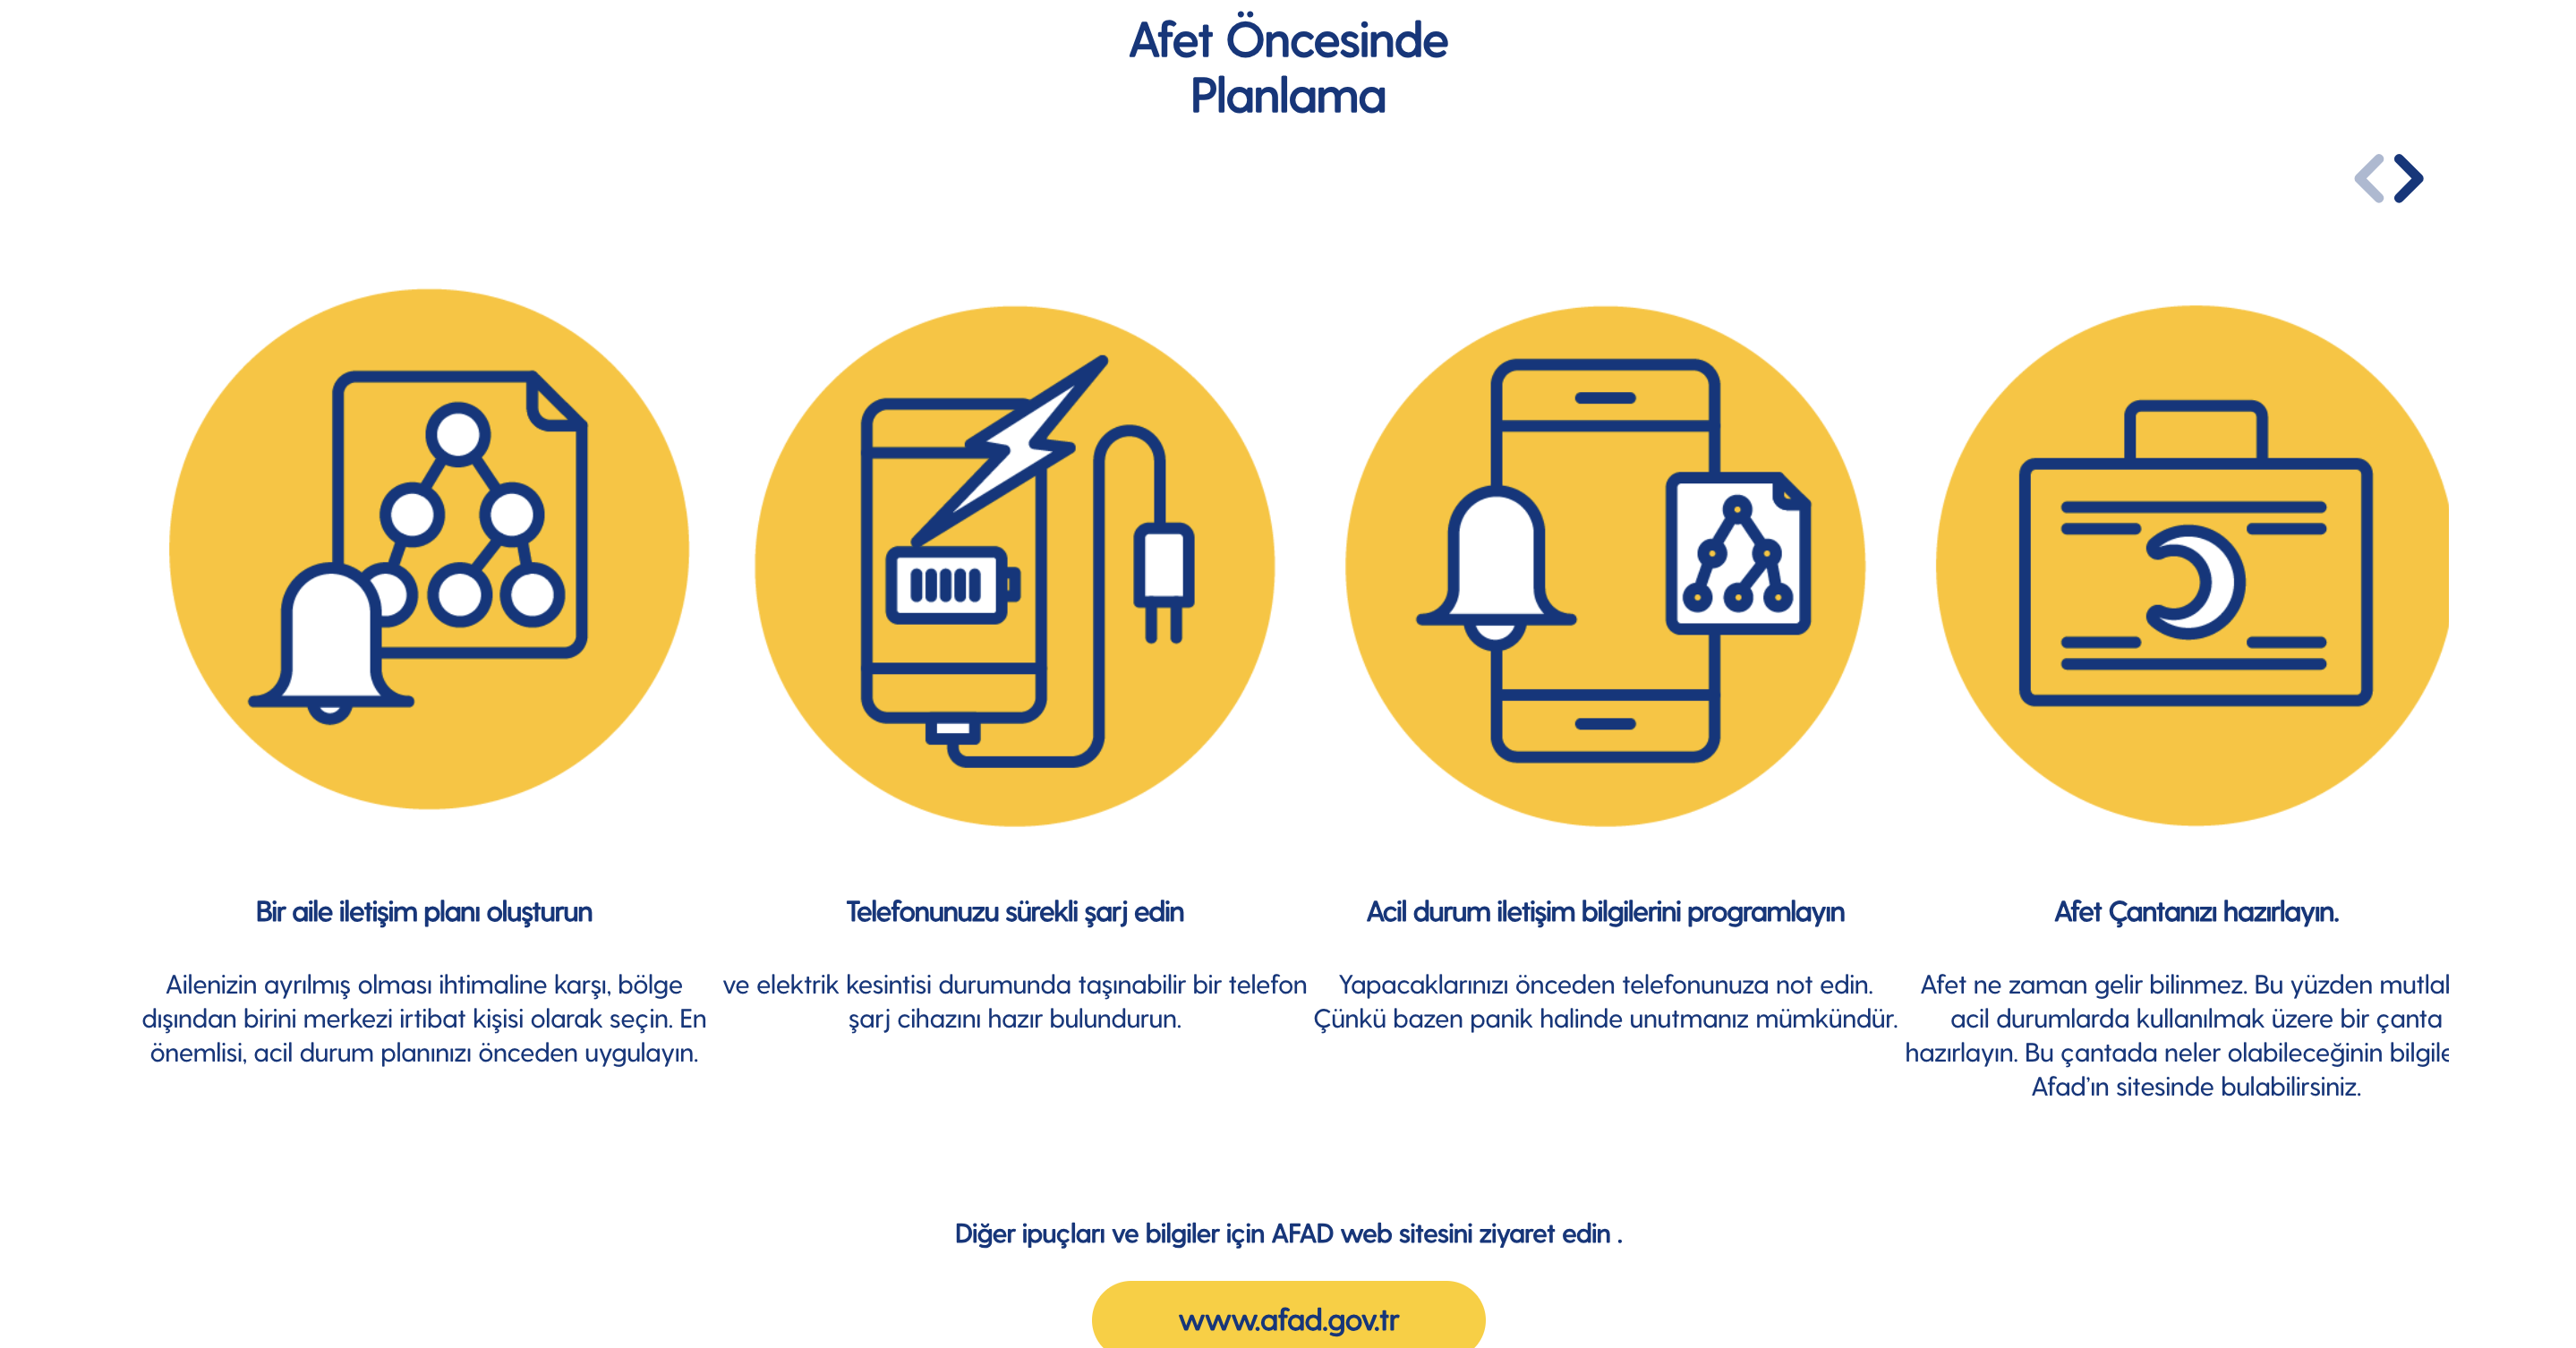 Afet Öncesinde
Planlama
Bir aile iletişim planı oluşturun
Ailenizin ayrılmış olması ihtimaline karşı, bölge
dışından birini merkezi irtibat kişisi olarak seçin. En
önemlisi, acil durum planınızı önceden uygulayın.
Telefonunuzu sürekli şarj edin
ve elektrik kesintisi durumunda taşınabilir bir telefon
şarj cihazını hazır bulundurun.
Acil durum iletişim bilgilerini programlayın
Yapacaklarınızı önceden telefonunuza not edin.
Çünkü bazen panik halinde unutmanız mümkündür.
Afet Çantanızı hazırlayın.
Afet ne zaman gelir bilinmez. Bu yüzden
acil durumlarda kullanılmak üzere bir çanta
hazırlayın. Bu çantada neler olabileceğinin
Afad'ın sitesinde bulabilirsiniz.
Diğer ipuçları ve bilgiler için AFAD web sitesini ziyaret edin .
www.afad.gov.tr